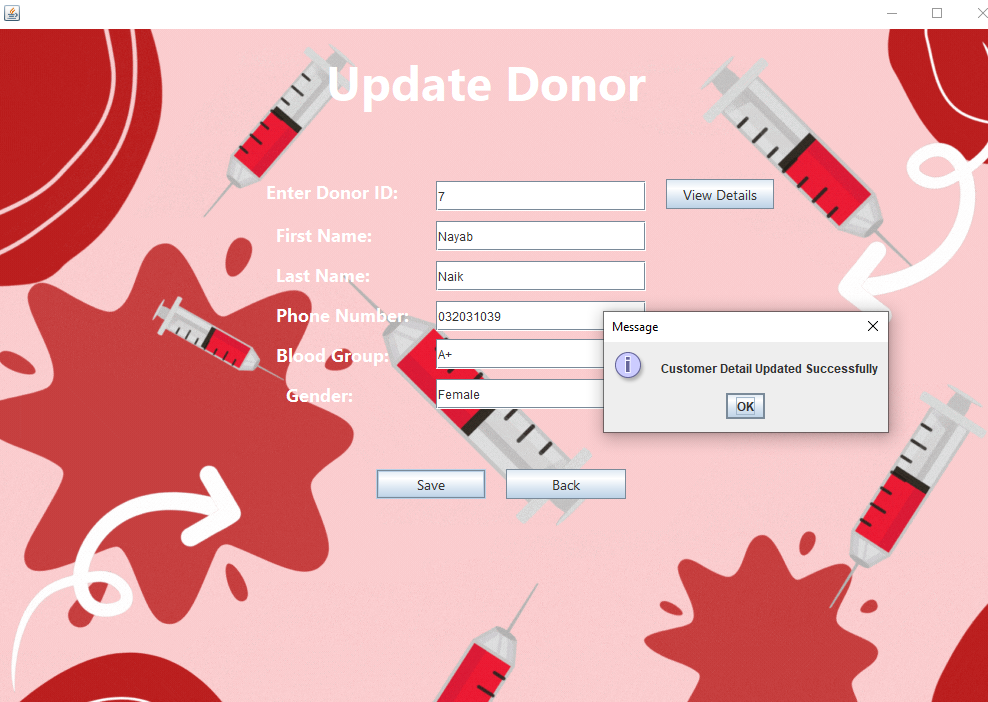 Update Donor
Enter Donor ID: 7 View Details
First Name: Nayab
Last Name: Naik
Phone Number: 032031039
Message
Blood Group: A+
Customer Detail Updated Successfully
Gender: Female
OK
Save Back